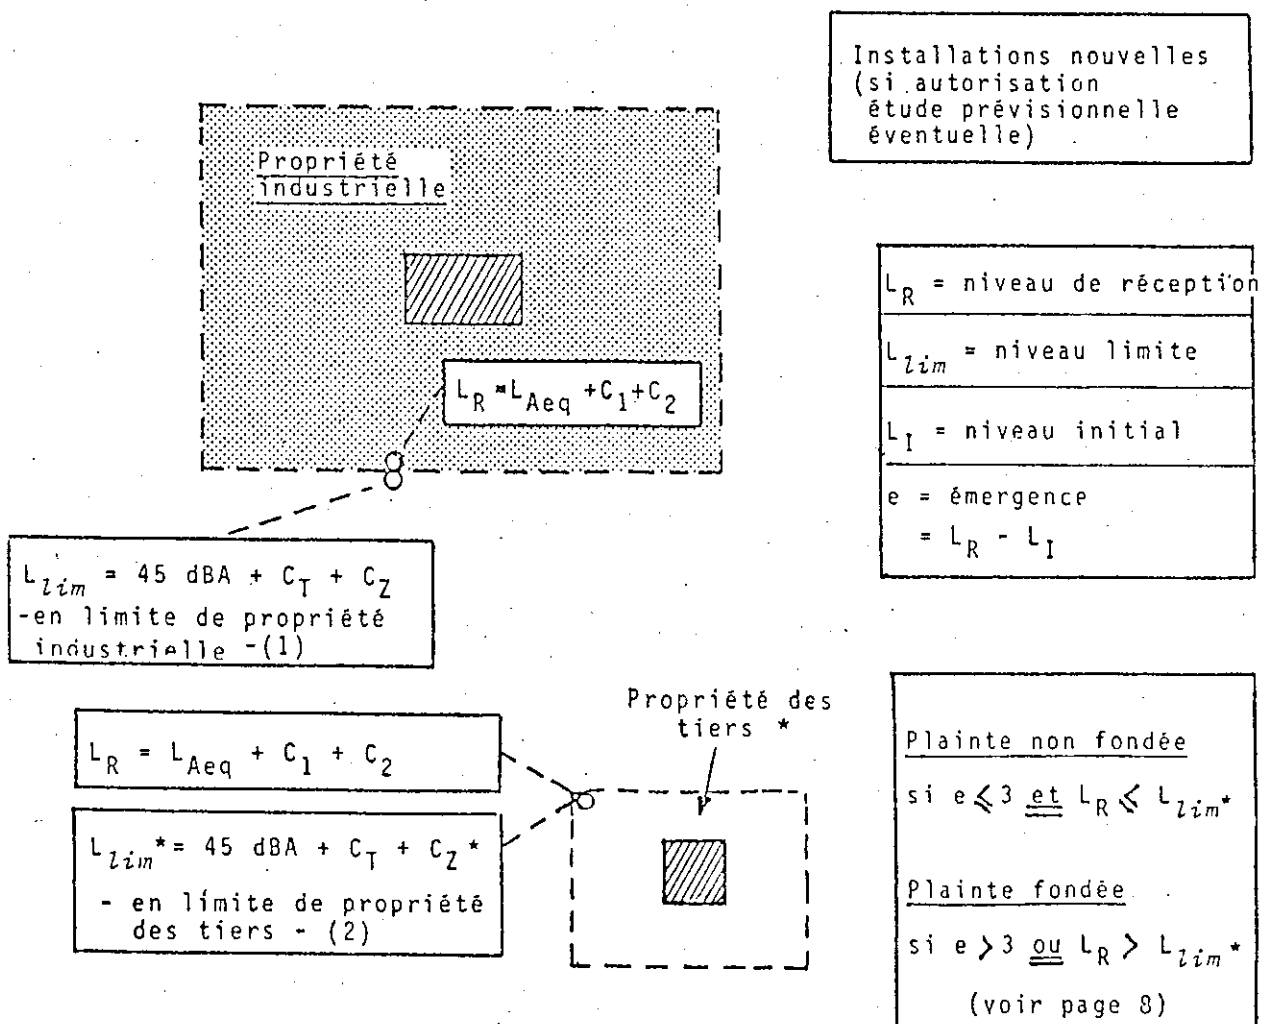 Installations nouvelles
(si autorisation
étude prévisionnelle
éventuelle)
Propriété
industrielle
L_R = L_Aeq + C_1 + C_2
L_R = niveau de réception
L_lim = niveau limite
L_I = niveau initial
e = émergence
= L_R - L_I
L_lim = 45 dBA + C_T + C_Z
-en limite de propriété
industrielle -(1)
Propriété des
tiers *
L_R = L_Aeq + C_1 + C_2
L_lim* = 45 dBA + C_T + C_Z*
- en limite de propriété
des tiers - (2)
Plainte non fondée
si e ⩽ 3 et L_R ⩽ L_lim*
Plainte fondée
si e > 3 ou L_R > L_lim*
(voir page 8)